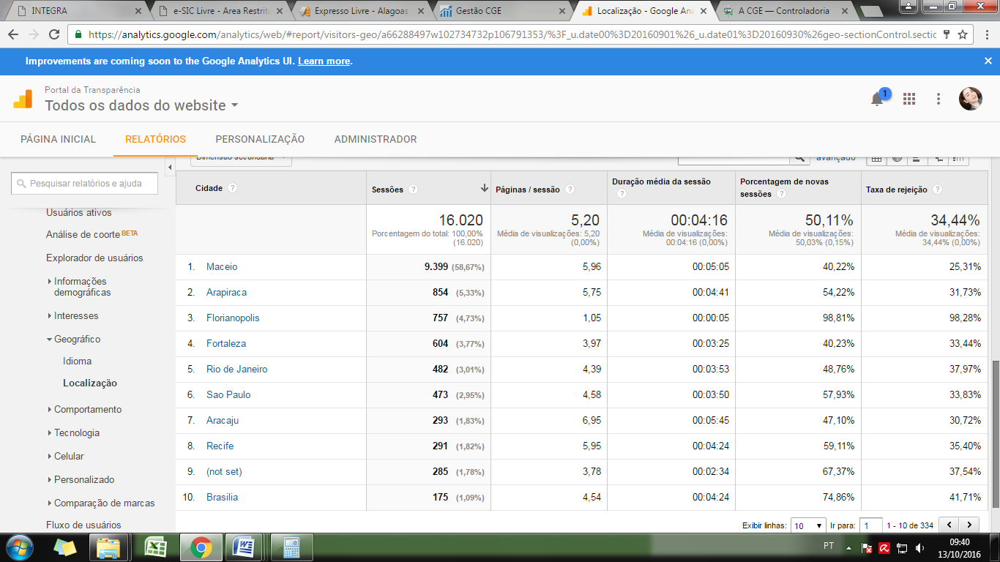 INTEGRA
e-SIC Livre - Area Restrit
Expresso Livre - Alagoas
Gestão CGE
Localização - Google Ana
A CGE — Controladoria
https://analytics.google.com/analytics/web/#report/visitors-geo/a66288497w102734732p106791353/%3F_u.date00%3D20160901%26_u.date01%3D20160930%26geo-sectionControl.sectio
Improvements are coming soon to the Google Analytics UI. Learn more.
Portal da Transparência
Todos os dados do website
1
PÁGINA INICIAL RELATÓRIOS PERSONALIZAÇÃO ADMINISTRADOR
Dimensão secundária
avançado
Pesquisar relatórios e ajuda
Usuários ativos
Análise de coorte BETA
Explorador de usuários
Informações
demográficas
Interesses
Geográfico
Idioma
Localização
Comportamento
Tecnologia
Celular
Personalizado
Comparação de marcas
Fluxo de usuários
Cidade ? Sessões ? Páginas / sessão ? Duração média da sessão ? Porcentagem de novas sessões ? Taxa de rejeição ?
16.020 5,20 00:04:16 50,11% 34,44%
Porcentagem do total: 100,00% (16.020) Média de visualizações: 5,20 (0,00%) Média de visualizações: 00:04:16 (0,00%) Média de visualizações: 50,03% (0,15%) Média de visualizações: 34,44% (0,00%)
1. Maceio 9.399 (58,67%) 5,96 00:05:05 40,22% 25,31%
2. Arapiraca 854 (5,33%) 5,75 00:04:41 54,22% 31,73%
3. Florianopolis 757 (4,73%) 1,05 00:00:05 98,81% 98,28%
4. Fortaleza 604 (3,77%) 3,97 00:03:25 40,23% 33,44%
5. Rio de Janeiro 482 (3,01%) 4,39 00:03:53 48,76% 37,97%
6. Sao Paulo 473 (2,95%) 4,58 00:03:50 57,93% 33,83%
7. Aracaju 293 (1,83%) 6,95 00:05:45 47,10% 30,72%
8. Recife 291 (1,82%) 5,95 00:04:24 59,11% 35,40%
9. (not set) 285 (1,78%) 3,78 00:02:34 67,37% 37,54%
10. Brasilia 175 (1,09%) 4,54 00:04:24 74,86% 41,71%
Exibir linhas: 10 Ir para: 1 1 - 10 de 334
PT
09:40
13/10/2016